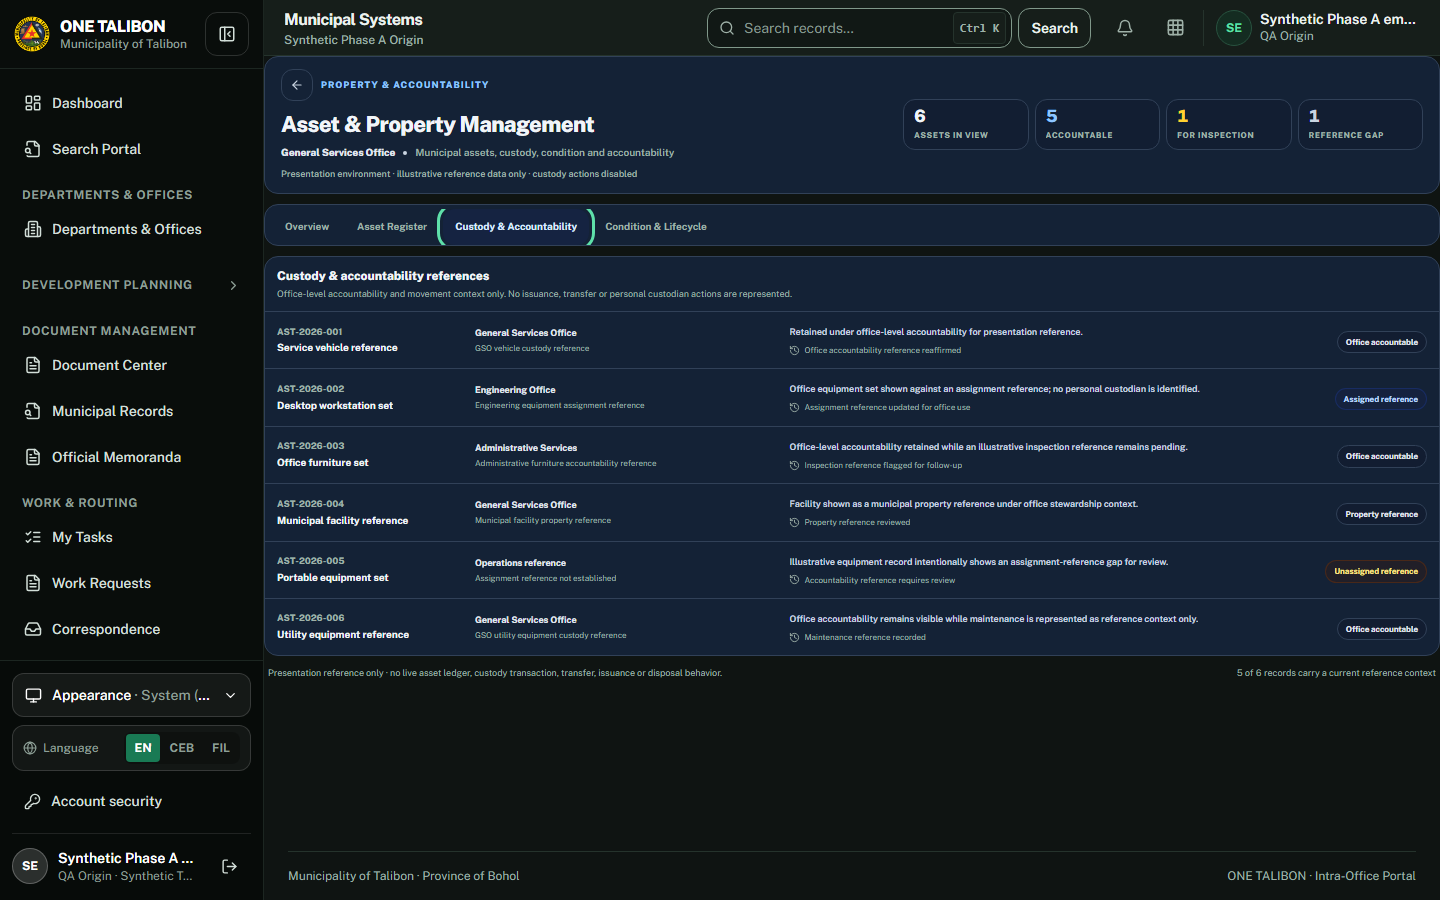 ONE TALIBON
Municipality of Talibon
Municipal Systems
Synthetic Phase A Origin
Search records...
Ctrl K
Search
SE
Synthetic Phase A em...
QA Origin
Dashboard
Search Portal
DEPARTMENTS & OFFICES
Departments & Offices
DEVELOPMENT PLANNING
DOCUMENT MANAGEMENT
Document Center
Municipal Records
Official Memoranda
WORK & ROUTING
My Tasks
Work Requests
Correspondence
Appearance · System (...
Language
EN
CEB
FIL
Account security
SE
Synthetic Phase A ...
QA Origin · Synthetic T...
PROPERTY & ACCOUNTABILITY
Asset & Property Management
General Services Office • Municipal assets, custody, condition and accountability
Presentation environment · illustrative reference data only · custody actions disabled
6
ASSETS IN VIEW
5
ACCOUNTABLE
1
FOR INSPECTION
1
REFERENCE GAP
Overview
Asset Register
Custody & Accountability
Condition & Lifecycle
Custody & accountability references
Office-level accountability and movement context only. No issuance, transfer or personal custodian actions are represented.
AST-2026-001
Service vehicle reference
General Services Office
GSO vehicle custody reference
Retained under office-level accountability for presentation reference.
Office accountability reference reaffirmed
Office accountable
AST-2026-002
Desktop workstation set
Engineering Office
Engineering equipment assignment reference
Office equipment set shown against an assignment reference; no personal custodian is identified.
Assignment reference updated for office use
Assigned reference
AST-2026-003
Office furniture set
Administrative Services
Administrative furniture accountability reference
Office-level accountability retained while an illustrative inspection reference remains pending.
Inspection reference flagged for follow-up
Office accountable
AST-2026-004
Municipal facility reference
General Services Office
Municipal facility property reference
Facility shown as a municipal property reference under office stewardship context.
Property reference reviewed
Property reference
AST-2026-005
Portable equipment set
Operations reference
Assignment reference not established
Illustrative equipment record intentionally shows an assignment-reference gap for review.
Accountability reference requires review
Unassigned reference
AST-2026-006
Utility equipment reference
General Services Office
GSO utility equipment custody reference
Office accountability remains visible while maintenance is represented as reference context only.
Maintenance reference recorded
Office accountable
Presentation reference only · no live asset ledger, custody transaction, transfer, issuance or disposal behavior.
5 of 6 records carry a current reference context
Municipality of Talibon · Province of Bohol
ONE TALIBON · Intra-Office Portal